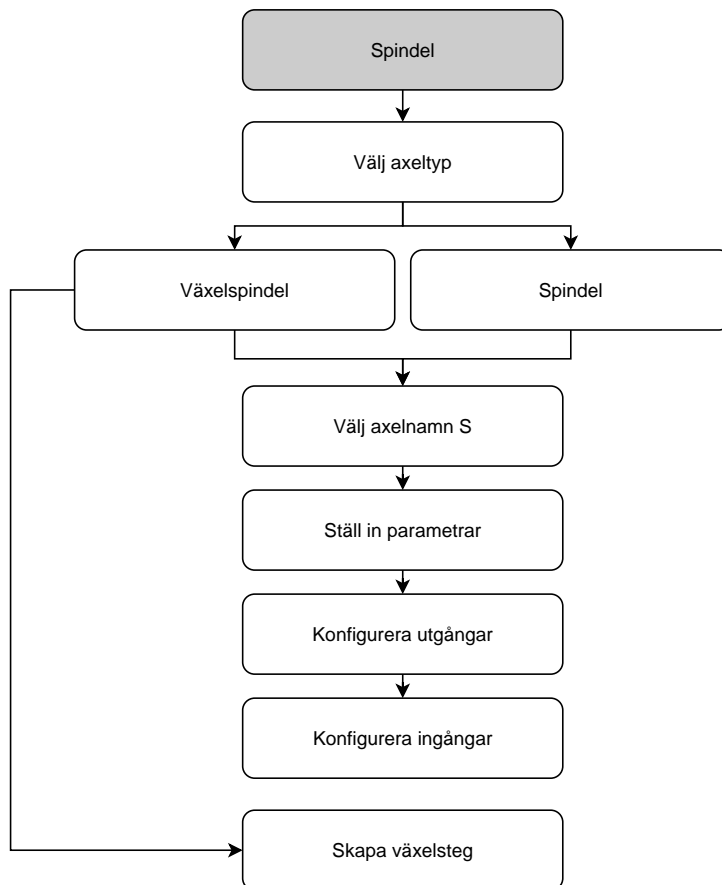 Spindel
Välj axeltyp
Växelspindel
Spindel
Välj axelnamn S
Ställ in parametrar
Konfigurera utgångar
Konfigurera ingångar
Skapa växelsteg